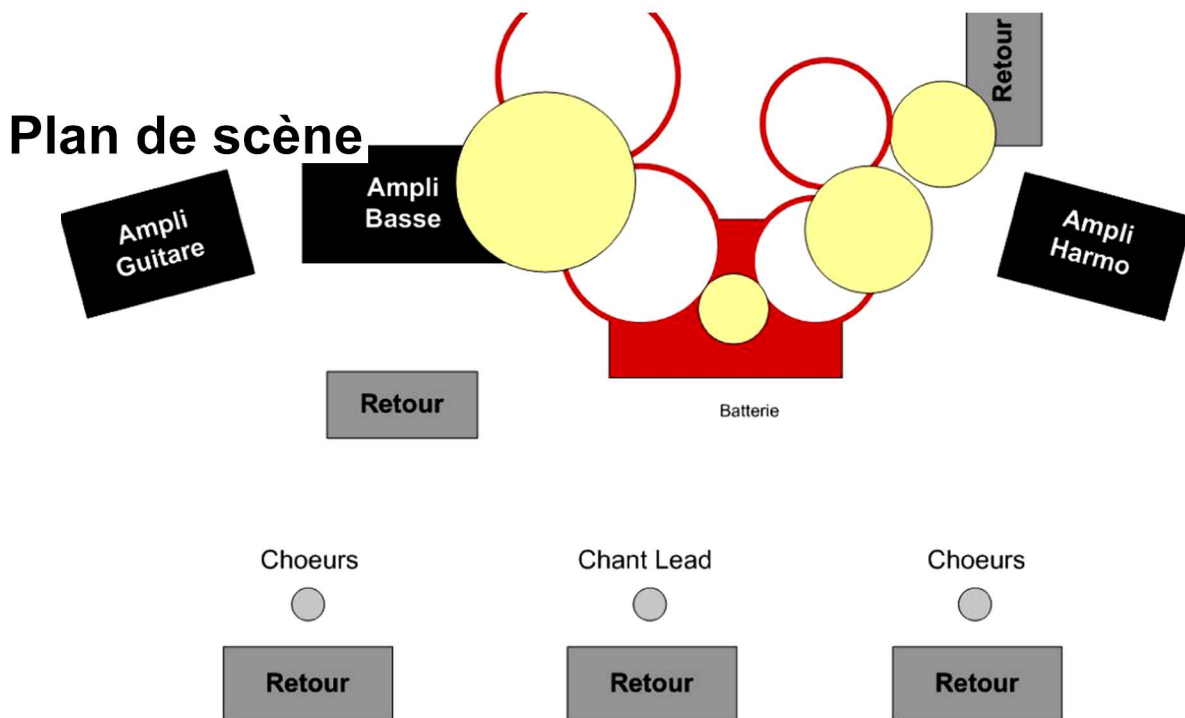 Retour
Plan de scène
Ampli
Guitare
Ampli
Basse
Ampli
Harmo
Retour
Batterie
Choeurs
Chant Lead
Choeurs
Retour
Retour
Retour